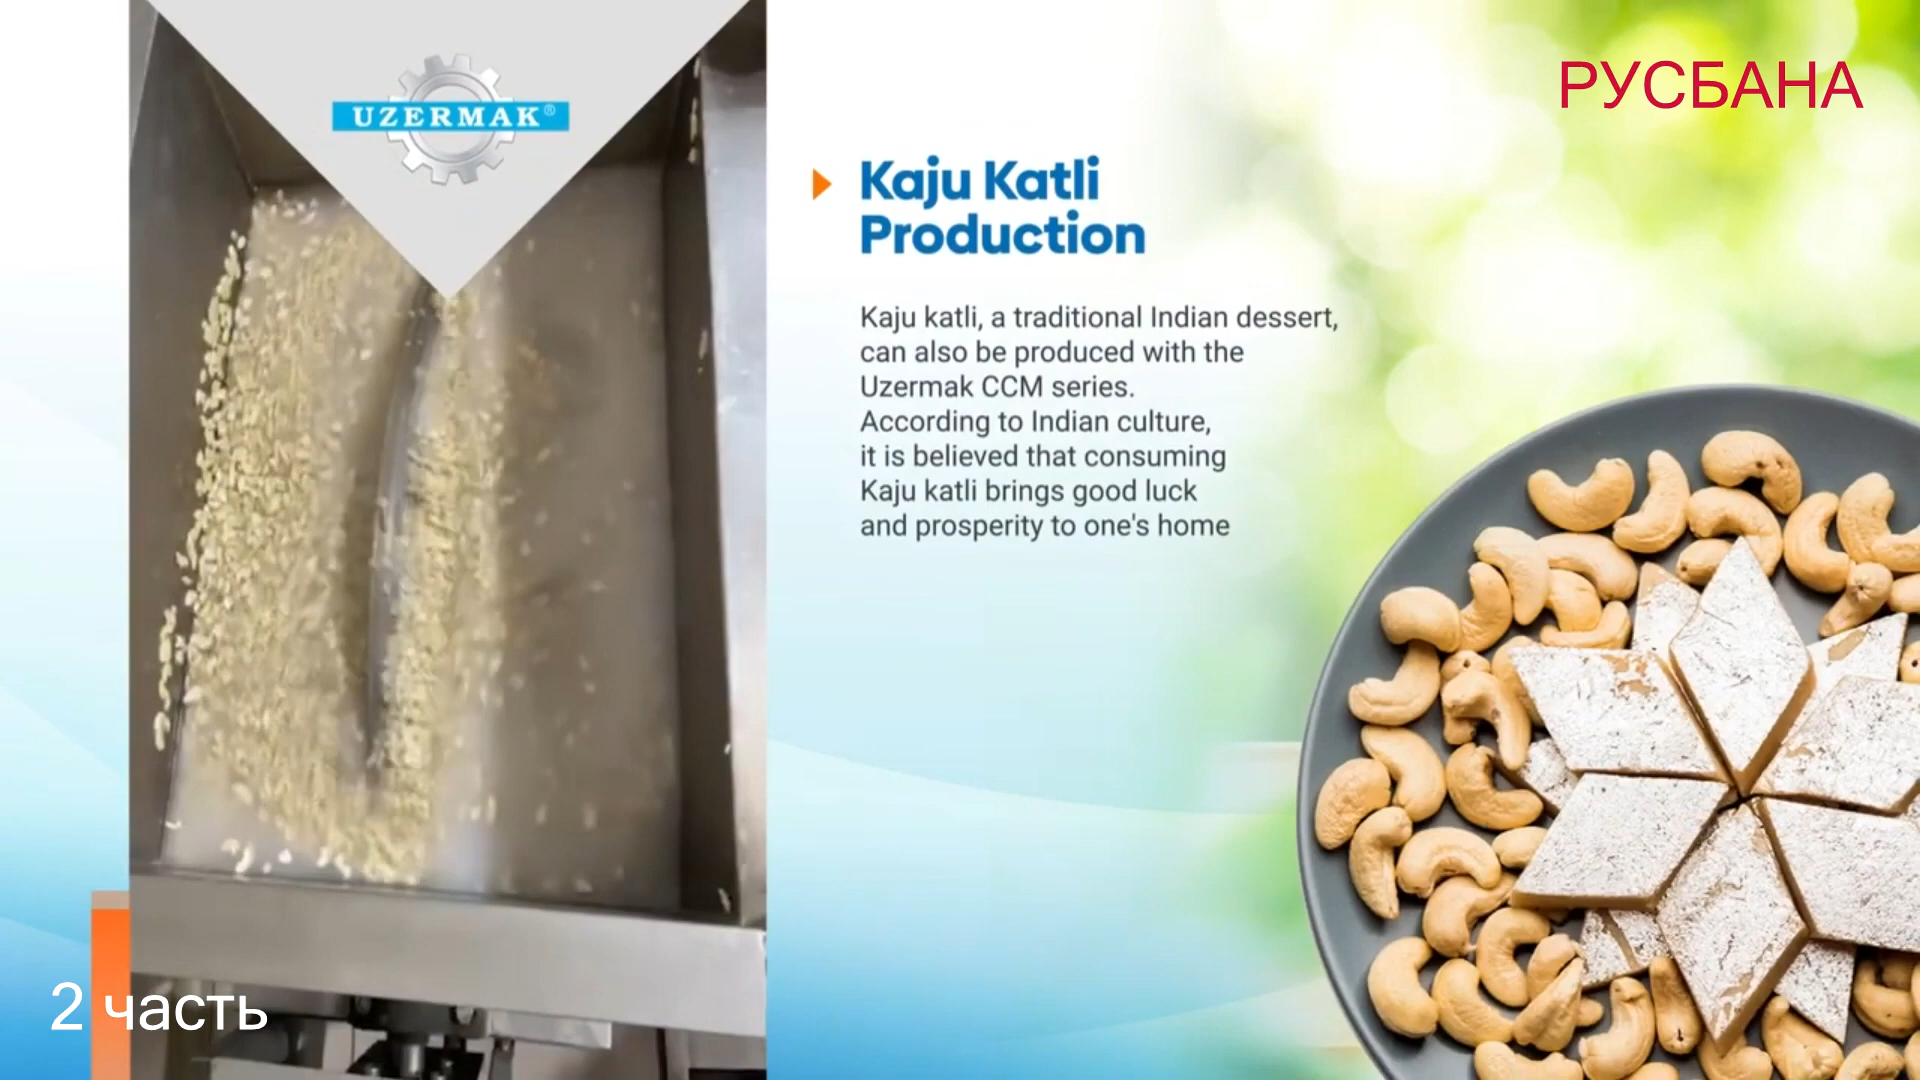 UZERMAK®
РУСБАНА
Kaju Katli
Production
Kaju katli, a traditional Indian dessert,
can also be produced with the
Uzermak CCM series.
According to Indian culture,
it is believed that consuming
Kaju katli brings good luck
and prosperity to one's home
2 часть